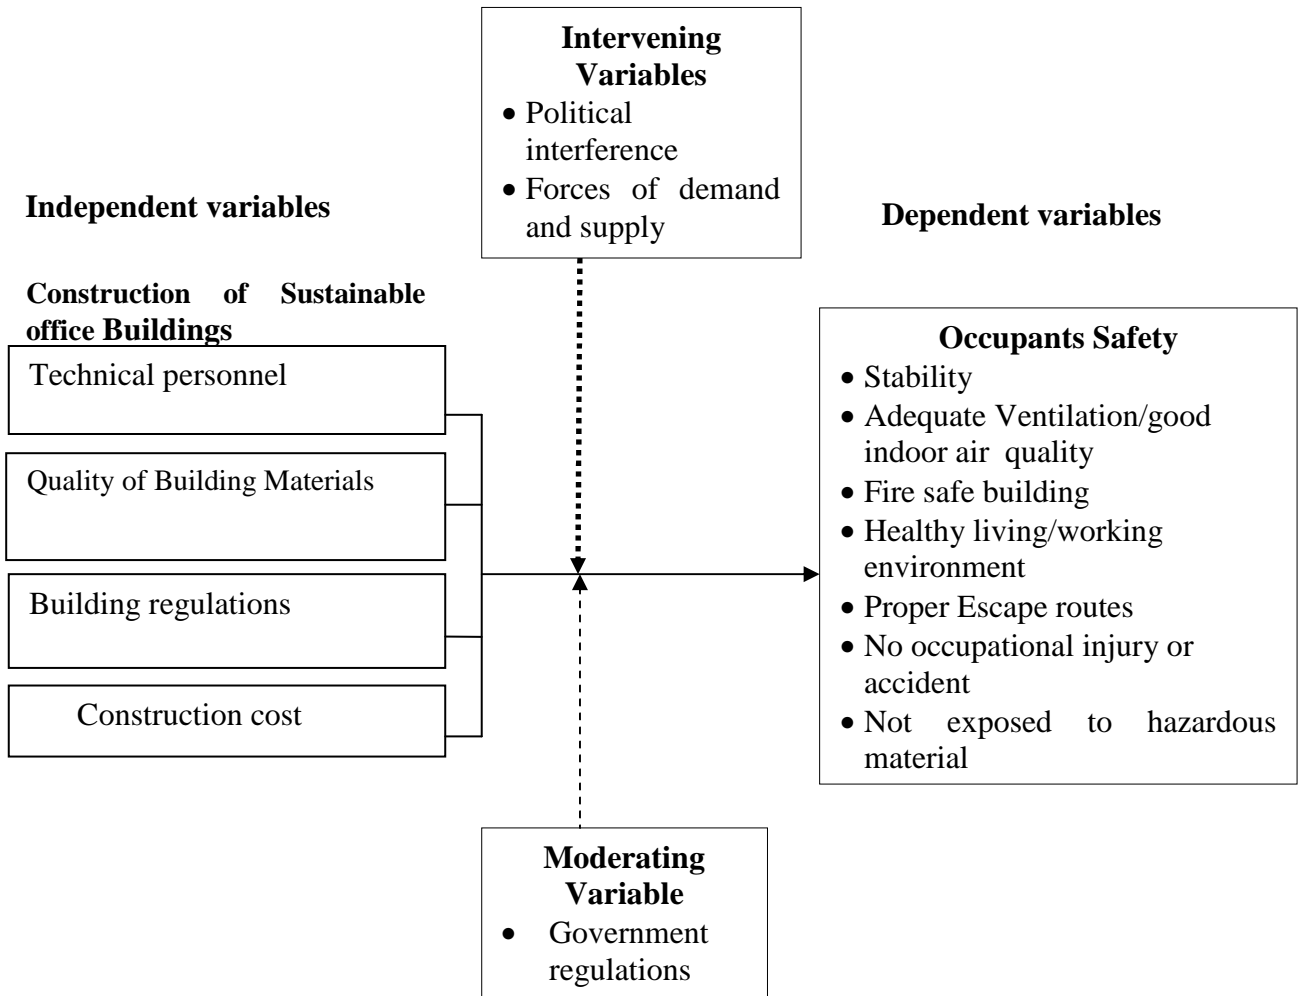 Intervening
Variables
• Political
interference
• Forces of demand
and supply
Independent variables
Dependent variables
Construction of Sustainable
office Buildings
Technical personnel
Quality of Building Materials
Building regulations
Construction cost
Occupants Safety
• Stability
• Adequate Ventilation/good
indoor air quality
• Fire safe building
• Healthy living/working
environment
• Proper Escape routes
• No occupational injury or
accident
• Not exposed to hazardous
material
Moderating
Variable
• Government
regulations